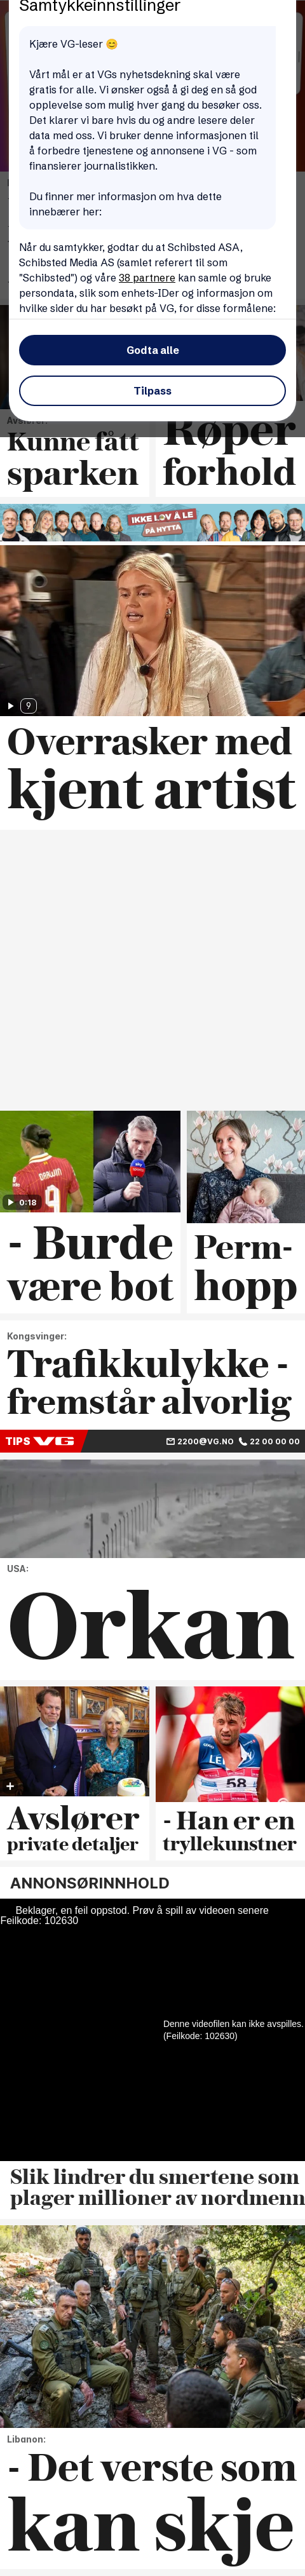 Samtykkeinnstillinger
Kjære VG-leser 😊
Vårt mål er at VGs nyhetsdekning skal være
gratis for alle. Vi ønsker også å gi deg en så god
opplevelse som mulig hver gang du besøker oss.
Det klarer vi bare hvis du og andre lesere deler
data med oss. Vi bruker denne informasjonen til
å forbedre tjenestene og annonsene i VG - som
finansierer journalistikken.
Du finner mer informasjon om hva dette
innebærer her:
Når du samtykker, godtar du at Schibsted ASA,
Schibsted Media AS (samlet referert til som
"Schibsted") og våre 38 partnere kan samle og bruke
persondata, slik som enhets-IDer og informasjon om
hvilke sider du har besøkt på VG, for disse formålene:
Godta alle
Tilpass
Avslører:
Kunne fått
sparken
Røper
forhold
IKKE LOV Å LE
PÅ HYTTA
9
Overrasker med
kjent artist
DARWIN
9
0:18
- Burde
være bot
Perm-
hopp
Kongsvinger:
Trafikkulykke -
fremstår alvorlig
TIPS VG
2200@VG.NO 22 00 00 00
USA:
Orkan
Avslører
private detaljer
58
- Han er en
tryllekunstner
ANNONSØRINNHOLD
Beklager, en feil oppstod. Prøv å spill av videoen senere
Feilkode: 102630
Denne videofilen kan ikke avspilles.
(Feilkode: 102630)
Slik lindrer du smertene som
plager millioner av nordmenn
Libanon:
- Det verste som
kan skje